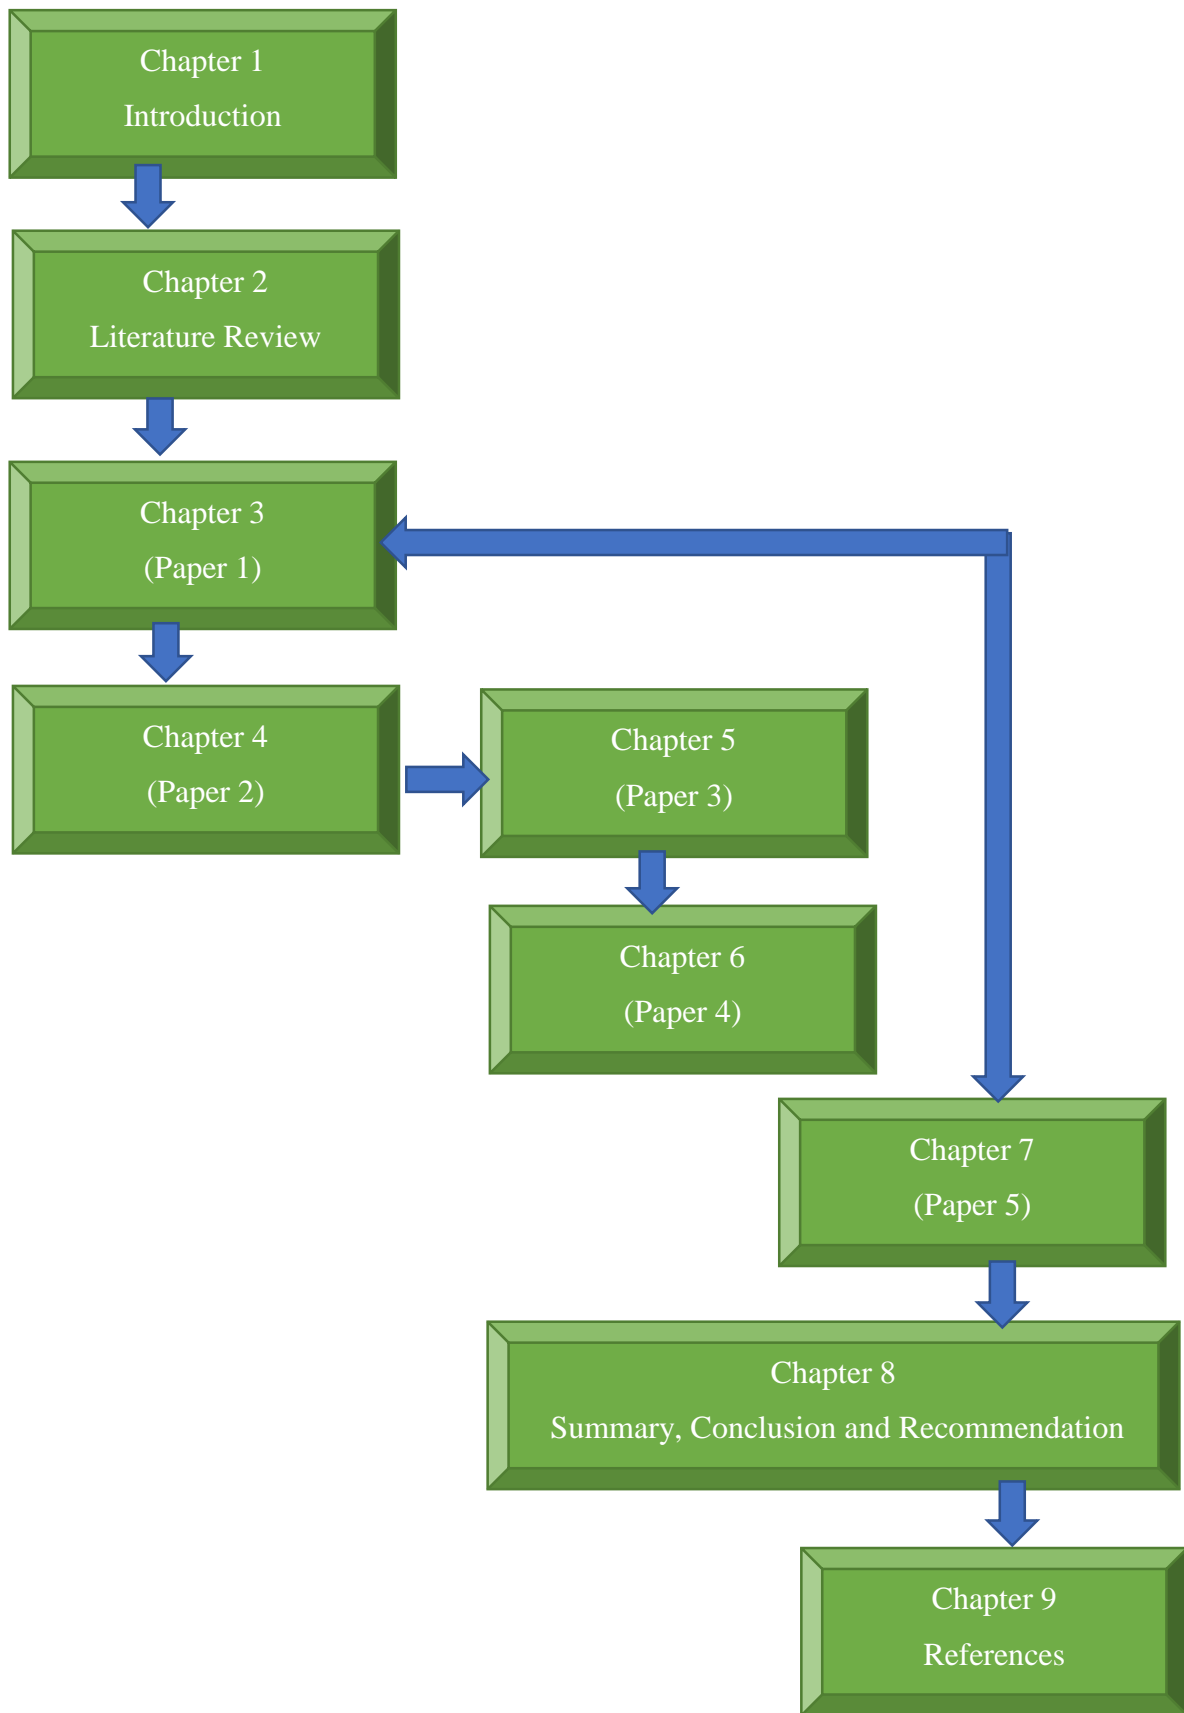 Chapter 1
Introduction
Chapter 2
Literature Review
Chapter 3
(Paper 1)
Chapter 4
(Paper 2)
Chapter 5
(Paper 3)
Chapter 6
(Paper 4)
Chapter 7
(Paper 5)
Chapter 8
Summary, Conclusion and Recommendation
Chapter 9
References